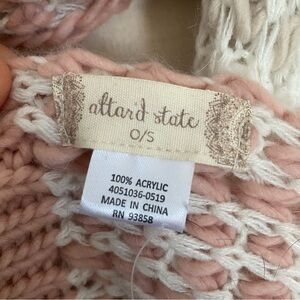 altar'd state
O/S
100% ACRYLIC
4051036-0519
MADE IN CHINA
RN 93858